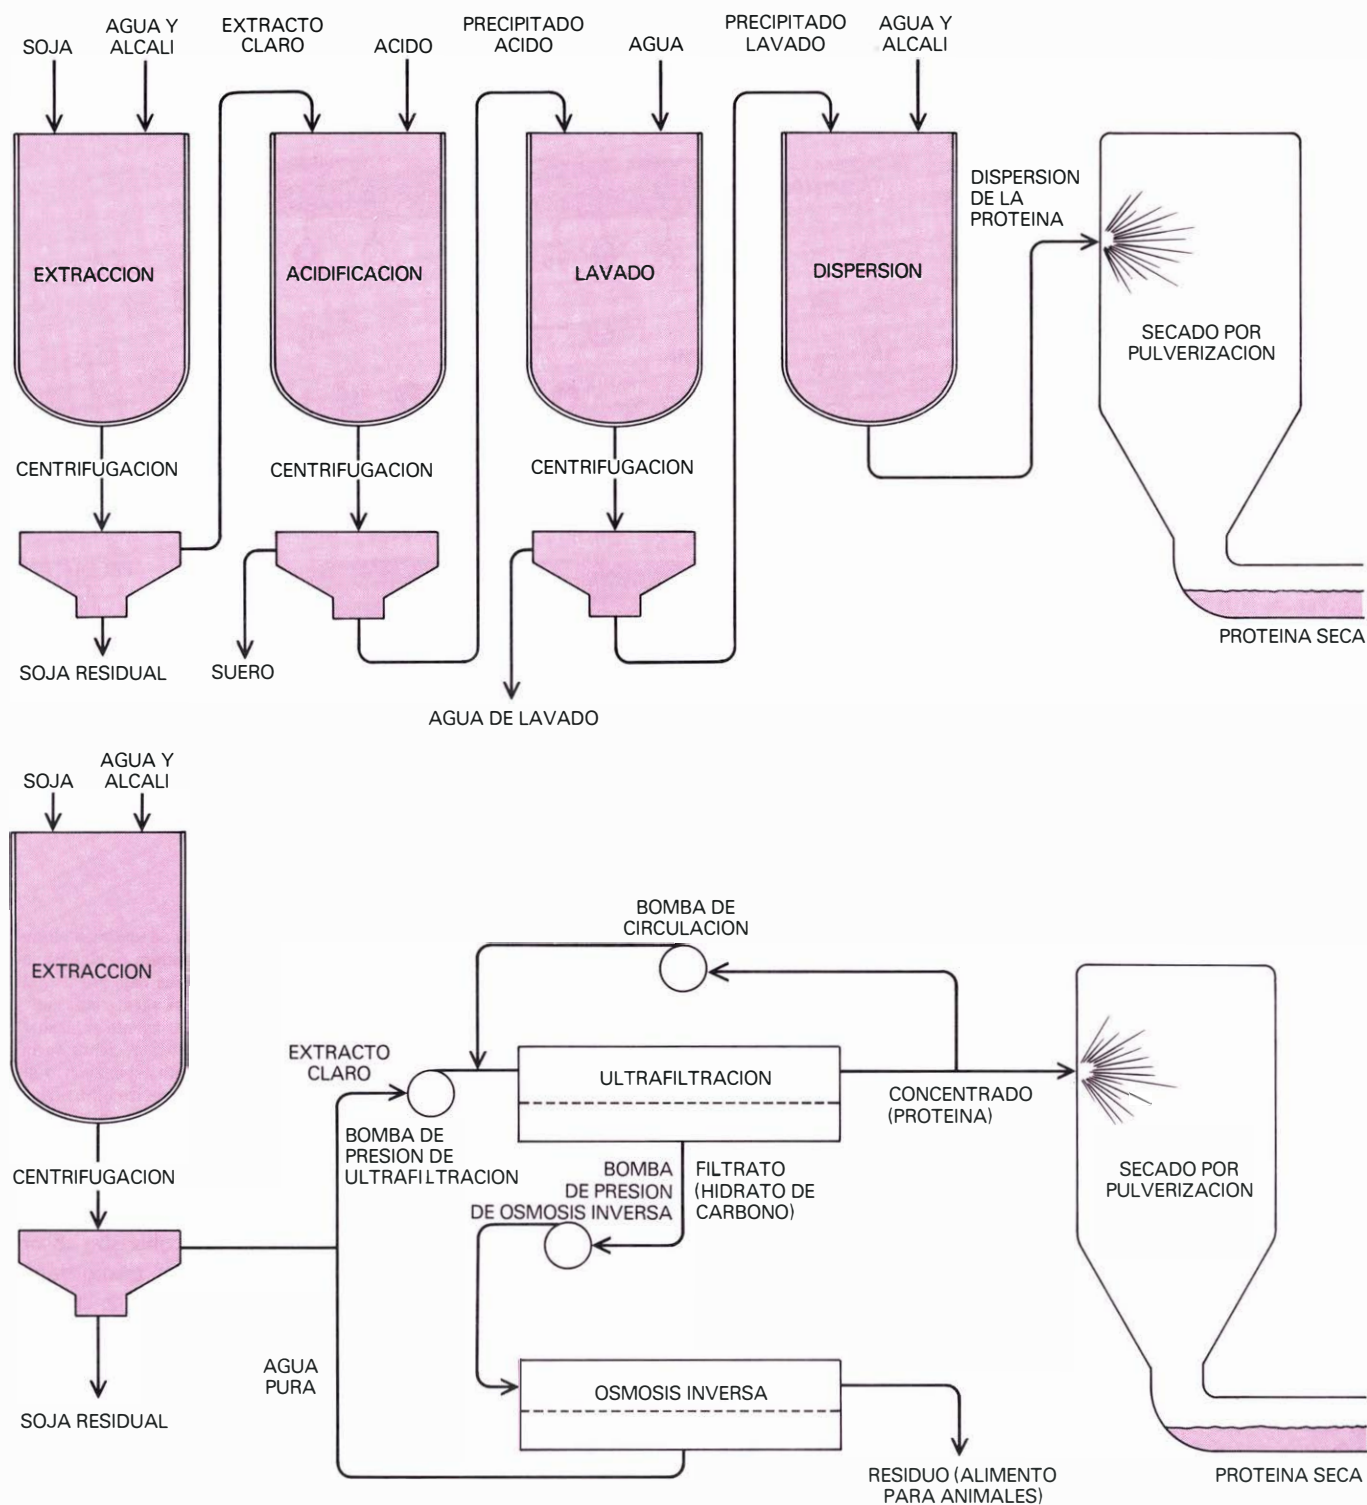 SOJA
AGUA Y
ALCALI
EXTRACTO
CLARO
ACIDO
PRECIPITADO
ACIDO
AGUA
PRECIPITADO
LAVADO
AGUA Y
ALCALI
EXTRACCION
ACIDIFICACION
LAVADO
DISPERSION
DISPERSION
DE LA
PROTEINA
SECADO POR
PULVERIZACION
CENTRIFUGACION
CENTRIFUGACION
CENTRIFUGACION
SOJA RESIDUAL
SUERO
AGUA DE LAVADO
PROTEINA SECA
SOJA
AGUA Y
ALCALI
EXTRACCION
CENTRIFUGACION
SOJA RESIDUAL
EXTRACTO
CLARO
BOMBA DE
PRESION DE
ULTRAFILTRACION
BOMBA DE
CIRCULACION
ULTRAFILTRACION
CONCENTRADO
(PROTEINA)
BOMBA
DE PRESION
DE OSMOSIS INVERSA
FILTRATO
(HIDRATO DE
CARBONO)
AGUA
PURA
OSMOSIS INVERSA
RESIDUO (ALIMENTO
PARA ANIMALES)
SECADO POR
PULVERIZACION
PROTEINA SECA